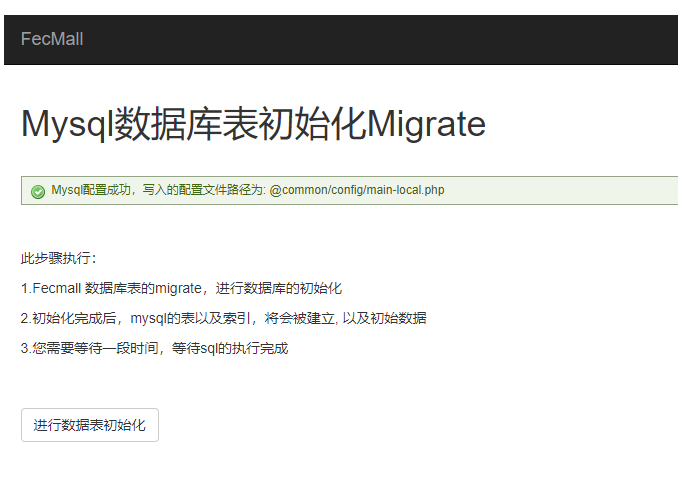 FecMall
Mysql数据库表初始化Migrate
Mysql配置成功，写入的配置文件路径为: @common/config/main-local.php
此步骤执行：
1.Fecmall 数据库表的migrate，进行数据库的初始化
2.初始化完成后，mysql的表以及索引，将会被建立, 以及初始数据
3.您需要等待一段时间，等待sql的执行完成
进行数据表初始化